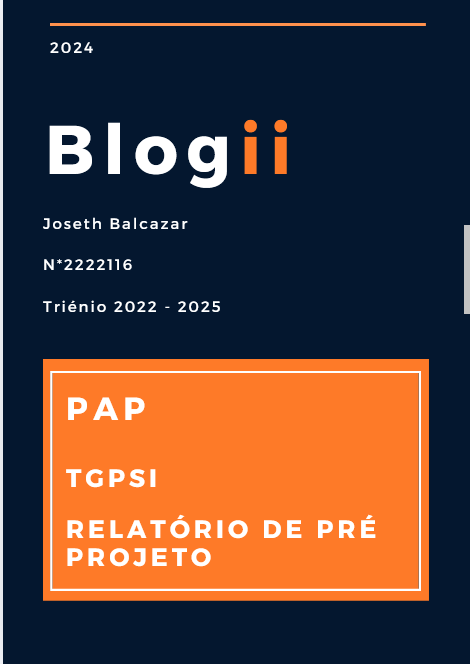 2024
Blogii
Joseth Balcazar
N*2222116
Triénio 2022 - 2025
PAP
TGPSI
RELATÓRIO DE PRÉ
PROJETO